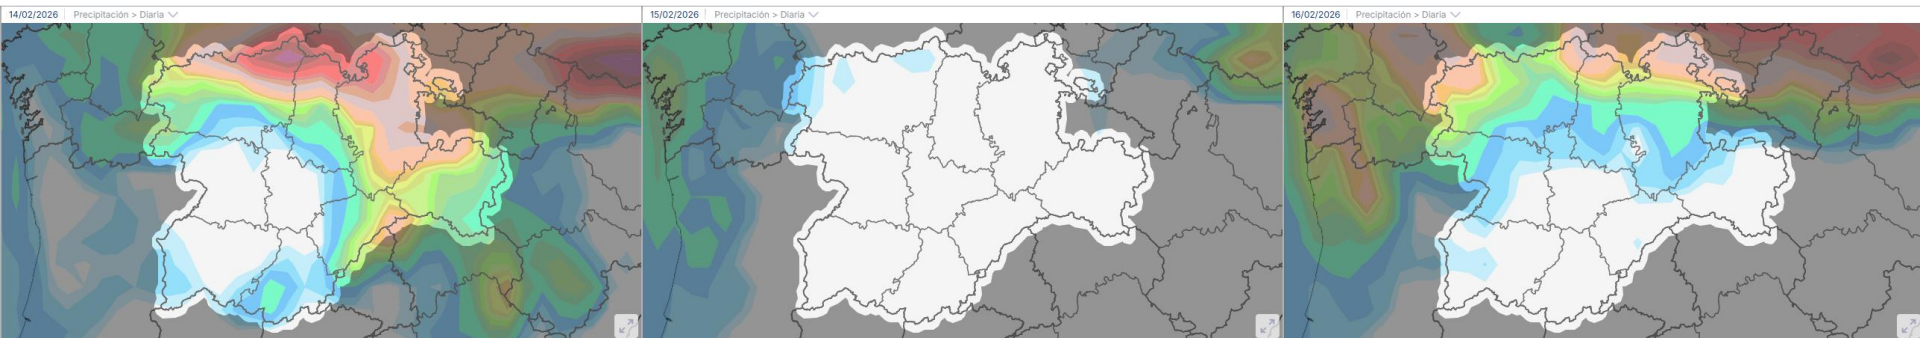 14/02/2026 Precipitación > Diaria
15/02/2026 Precipitación > Diaria
16/02/2026 Precipitación > Diaria